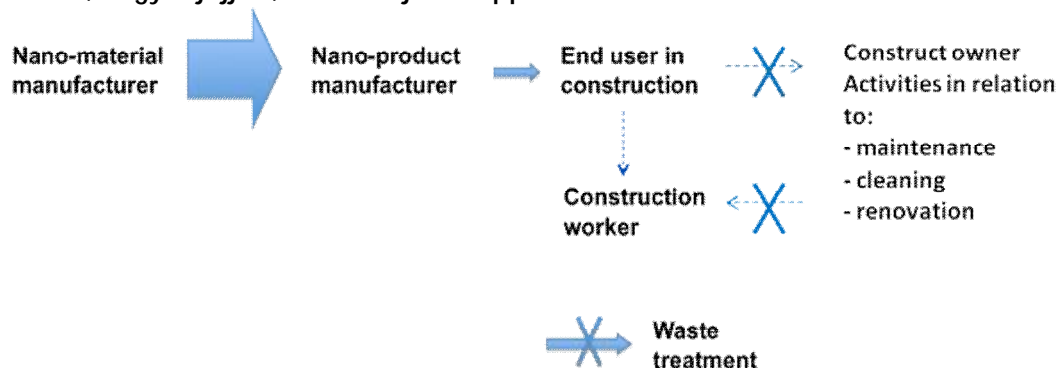 Nano-material
manufacturer
Nano-product
manufacturer
End user in
construction
Construct owner
Activities in relation
to:
- maintenance
- cleaning
- renovation
Construction
worker
Waste
treatment